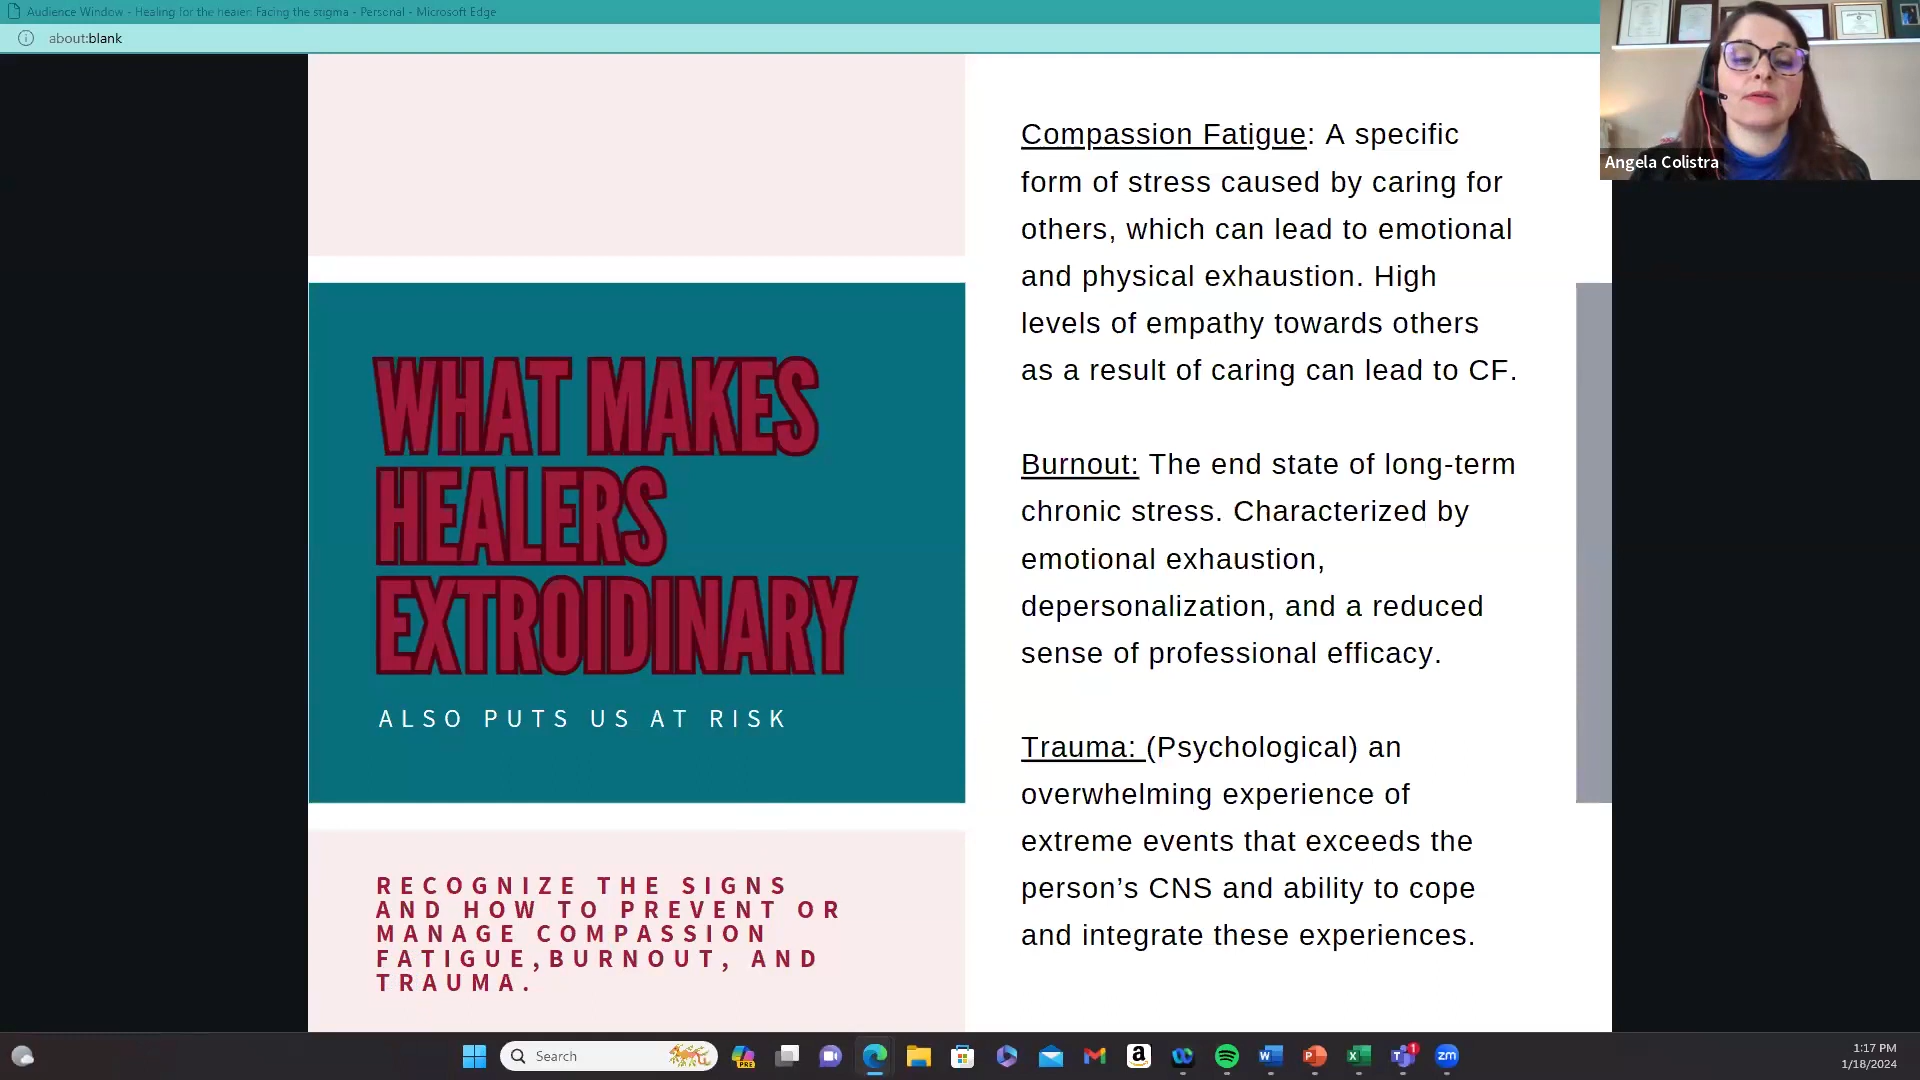 Audience Window - Healing for the healer: Facing the stigma - Personal - Microsoft Edge
about:blank
Angela Colistra
WHAT MAKES
HEALERS
EXTROIDINARY
ALSO PUTS US AT RISK
RECOGNIZE THE SIGNS
AND HOW TO PREVENT OR
MANAGE COMPASSION
FATIGUE,BURNOUT, AND
TRAUMA.
Compassion Fatigue: A specific
form of stress caused by caring for
others, which can lead to emotional
and physical exhaustion. High
levels of empathy towards others
as a result of caring can lead to CF.
Burnout: The end state of long-term
chronic stress. Characterized by
emotional exhaustion,
depersonalization, and a reduced
sense of professional efficacy.
Trauma: (Psychological) an
overwhelming experience of
extreme events that exceeds the
person’s CNS and ability to cope
and integrate these experiences.
Search
PRE
a
W
P
X
T
1
zm
1:17 PM
1/18/2024